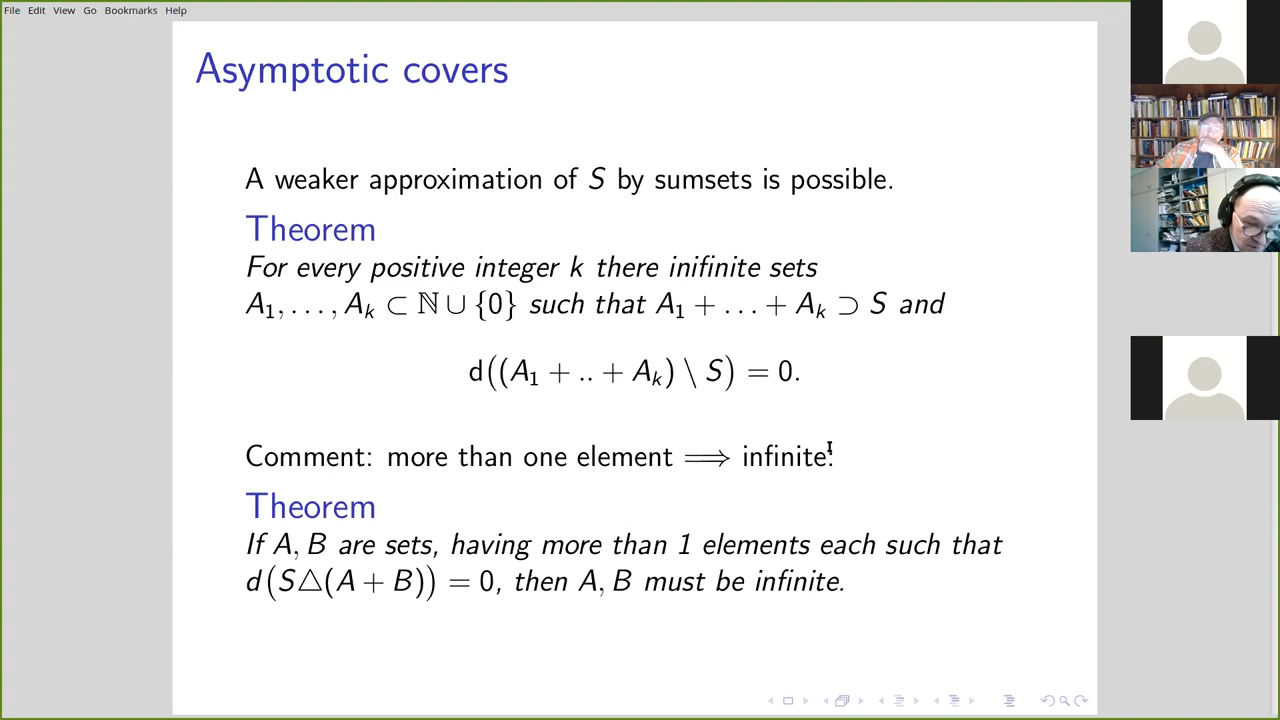 File Edit View Go Bookmarks Help
Asymptotic covers
A weaker approximation of S by sumsets is possible.
Theorem
For every positive integer k there inifinite sets
A₁, . . . , Aₖ ⊂ ℕ ∪ {0} such that A₁ + . . . + Aₖ ⊃ S and
d((A₁ + .. + Aₖ) \ S) = 0.
Comment: more than one element ⟹ infinite!
Theorem
If A, B are sets, having more than 1 elements each such that
d(S△(A + B)) = 0, then A, B must be infinite.